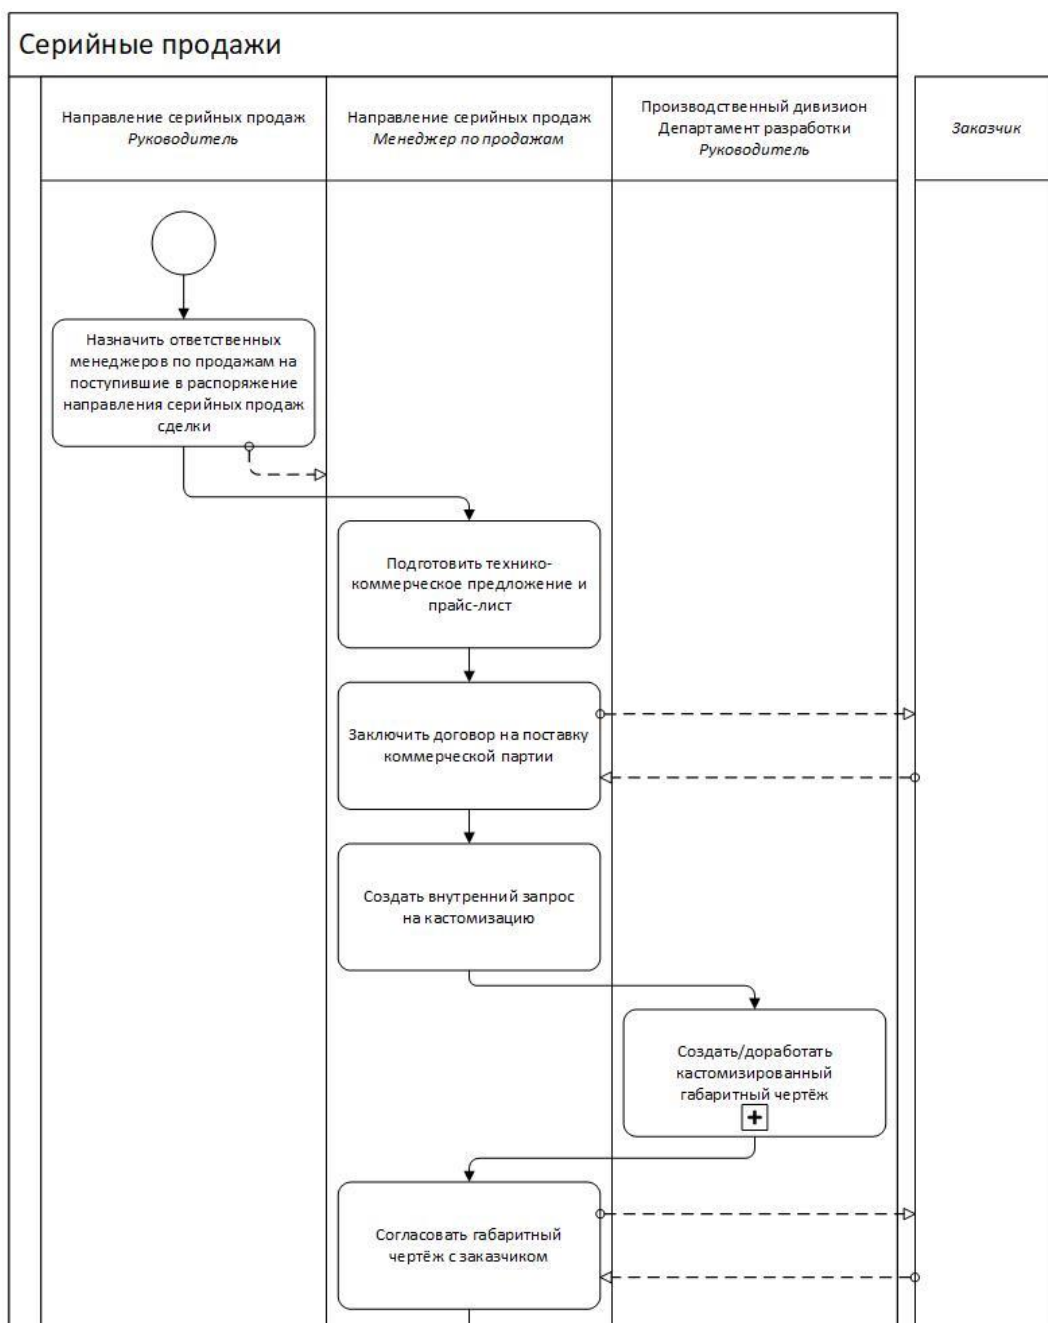 Серийные продажи
Направление серийных продаж
Руководитель
Направление серийных продаж
Менеджер по продажам
Производственный дивизион
Департамент разработки
Руководитель
Заказчик
Назначить ответственных
менеджеров по продажам на
поступившие в распоряжение
направления серийных продаж
сделки
Подготовить технико-
коммерческое предложение и
прайс-лист
Заключить договор на поставку
коммерческой партии
Создать внутренний запрос
на кастомизацию
Создать/доработать
кастомизированный
габаритный чертёж
Согласовать габаритный
чертёж с заказчиком